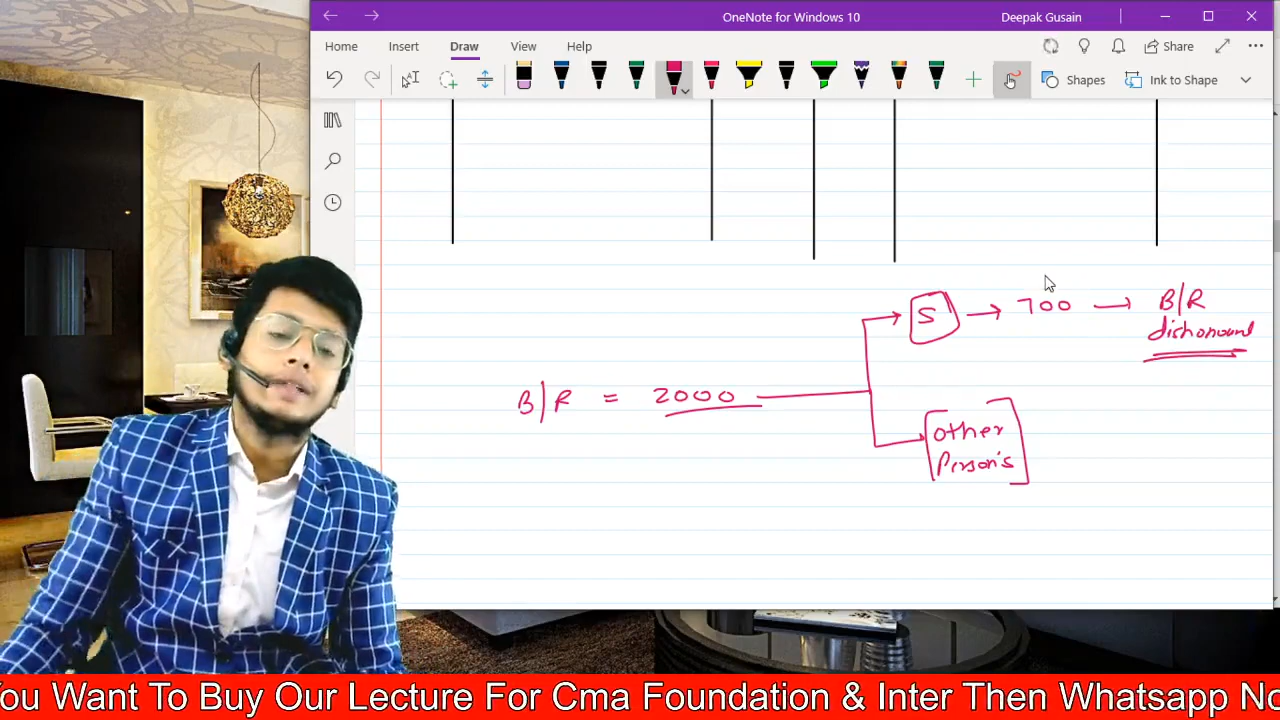 OneNote for Windows 10
Deepak Gusain
Home Insert Draw View Help
Share
Shapes
Ink to Shape
S → 700 → B/R
dishonound
B/R = 2000
Other
Person's
You Want To Buy Our Lecture For Cma Foundation & Inter Then Whatsapp No